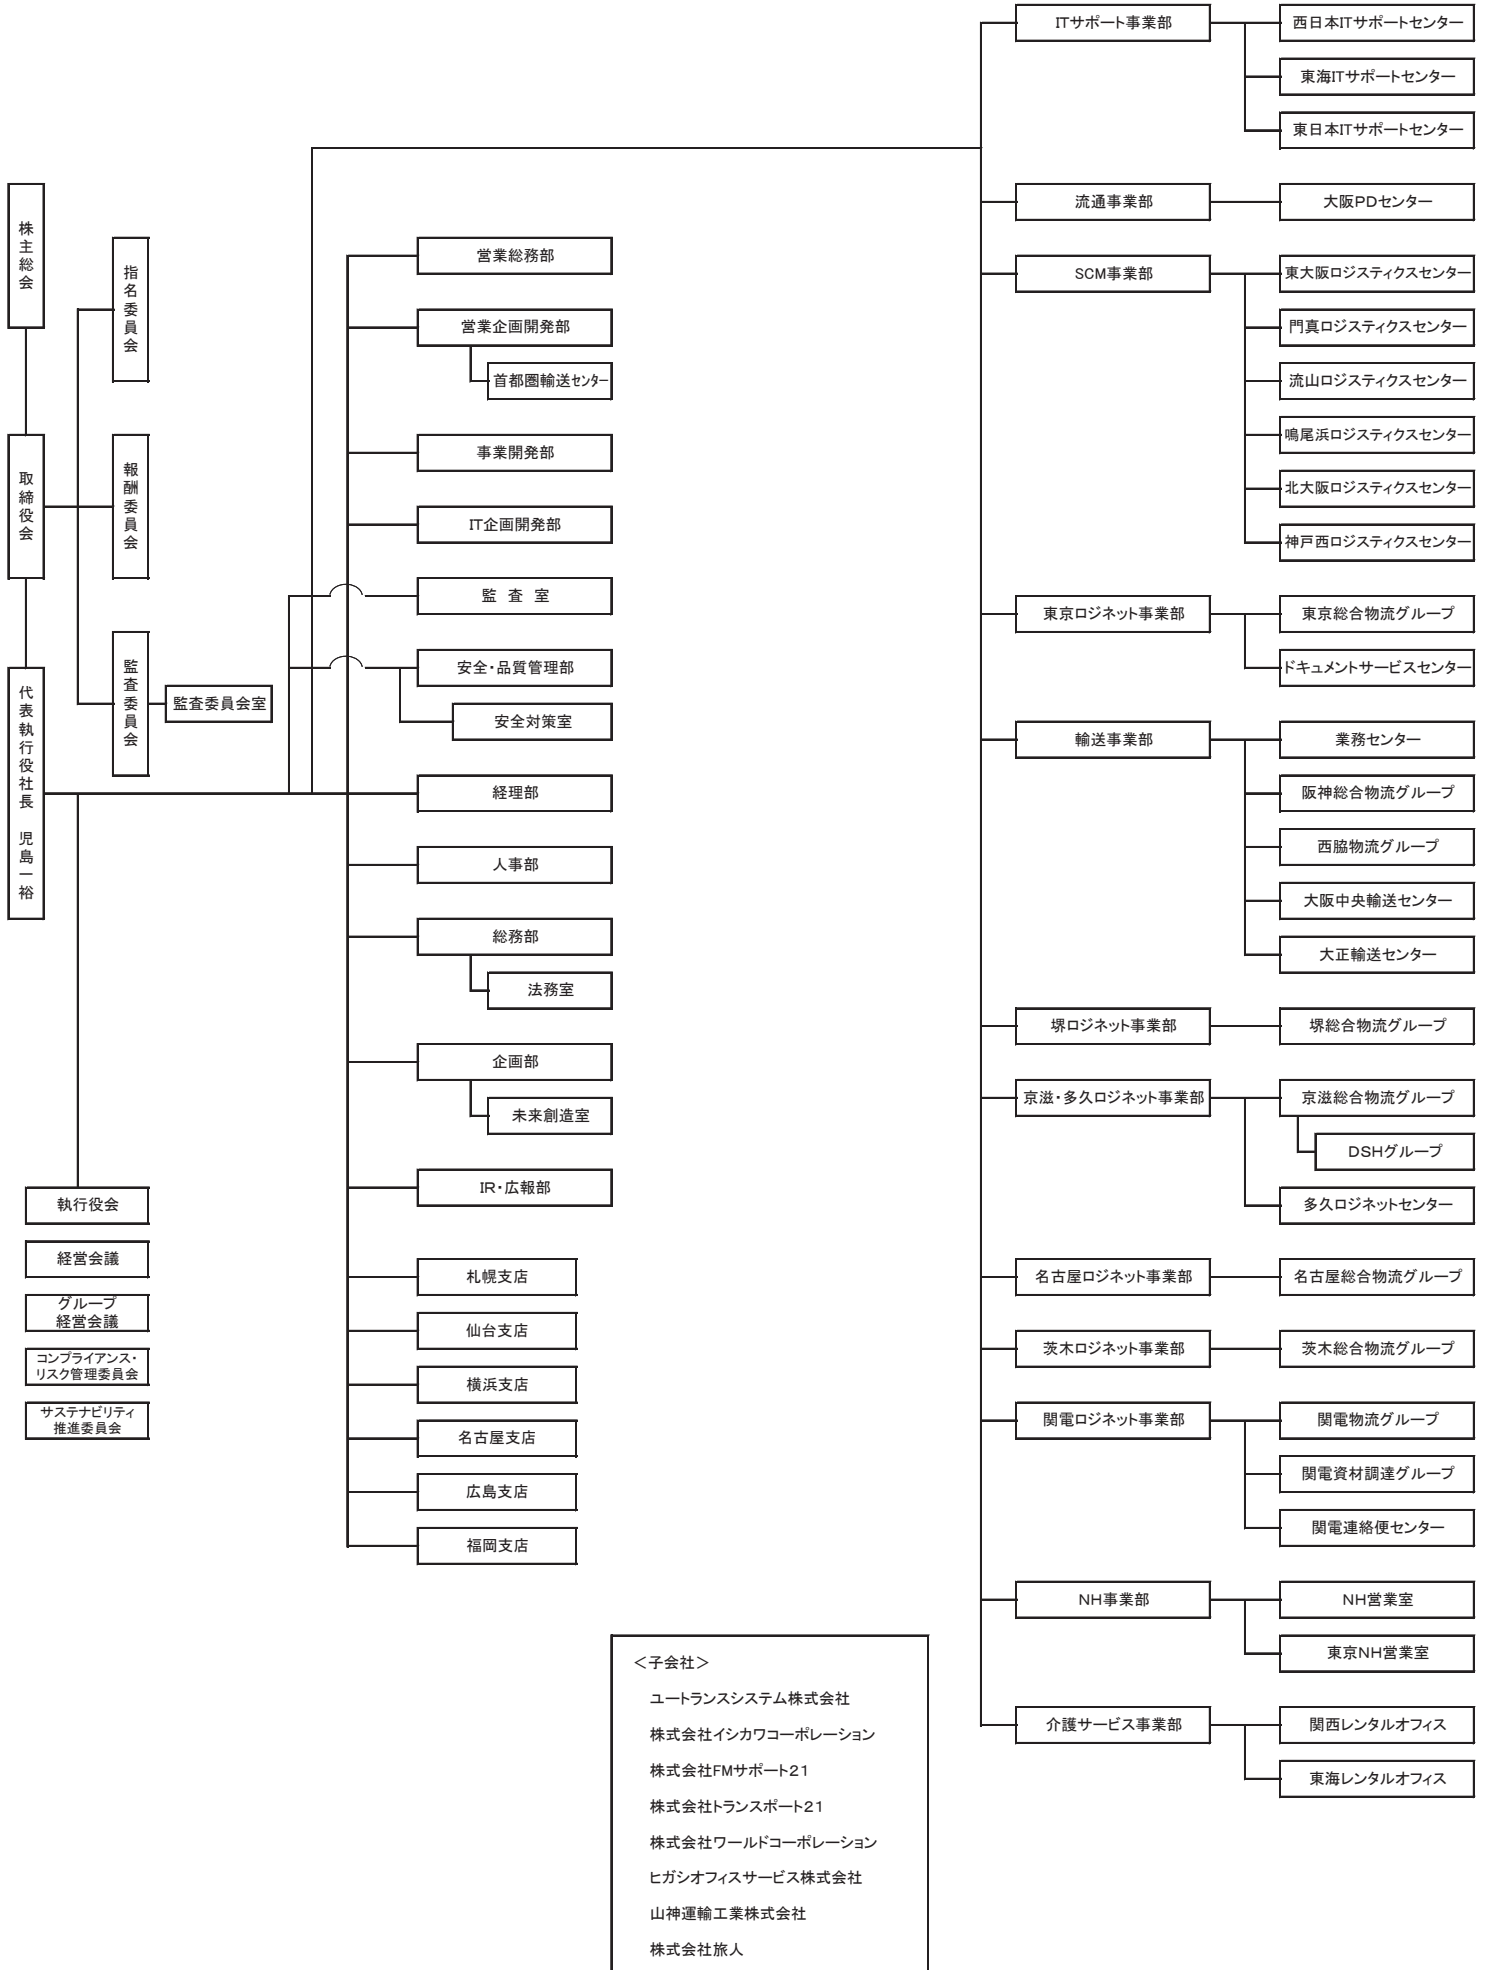 株主総会
取締役会
代表執行役社長 児島一裕
指名委員会
報酬委員会
監査委員会
監査委員会室
執行役会
経営会議
グループ
経営会議
コンプライアンス・
リスク管理委員会
サステナビリティ
推進委員会
営業総務部
営業企画開発部
首都圏輸送センター
事業開発部
IT企画開発部
監 査 室
安全・品質管理部
安全対策室
経理部
人事部
総務部
法務室
企画部
未来創造室
IR・広報部
札幌支店
仙台支店
横浜支店
名古屋支店
広島支店
福岡支店
ITサポート事業部
西日本ITサポートセンター
東海ITサポートセンター
東日本ITサポートセンター
流通事業部
大阪PDセンター
SCM事業部
東大阪ロジスティクスセンター
門真ロジスティクスセンター
流山ロジスティクスセンター
鳴尾浜ロジスティクスセンター
北大阪ロジスティクスセンター
神戸西ロジスティクスセンター
東京ロジネット事業部
東京総合物流グループ
ドキュメントサービスセンター
輸送事業部
業務センター
阪神総合物流グループ
西脇物流グループ
大阪中央輸送センター
大正輸送センター
堺ロジネット事業部
堺総合物流グループ
京滋・多久ロジネット事業部
京滋総合物流グループ
DSHグループ
多久ロジネットセンター
名古屋ロジネット事業部
名古屋総合物流グループ
茨木ロジネット事業部
茨木総合物流グループ
関電ロジネット事業部
関電物流グループ
関電資材調達グループ
関電連絡便センター
NH事業部
NH営業室
東京NH営業室
介護サービス事業部
関西レンタルオフィス
東海レンタルオフィス
＜子会社＞
ユートランスシステム株式会社
株式会社イシカワコーポレーション
株式会社FMサポート21
株式会社トランスポート21
株式会社ワールドコーポレーション
ヒガシオフィスサービス株式会社
山神運輸工業株式会社
株式会社旅人